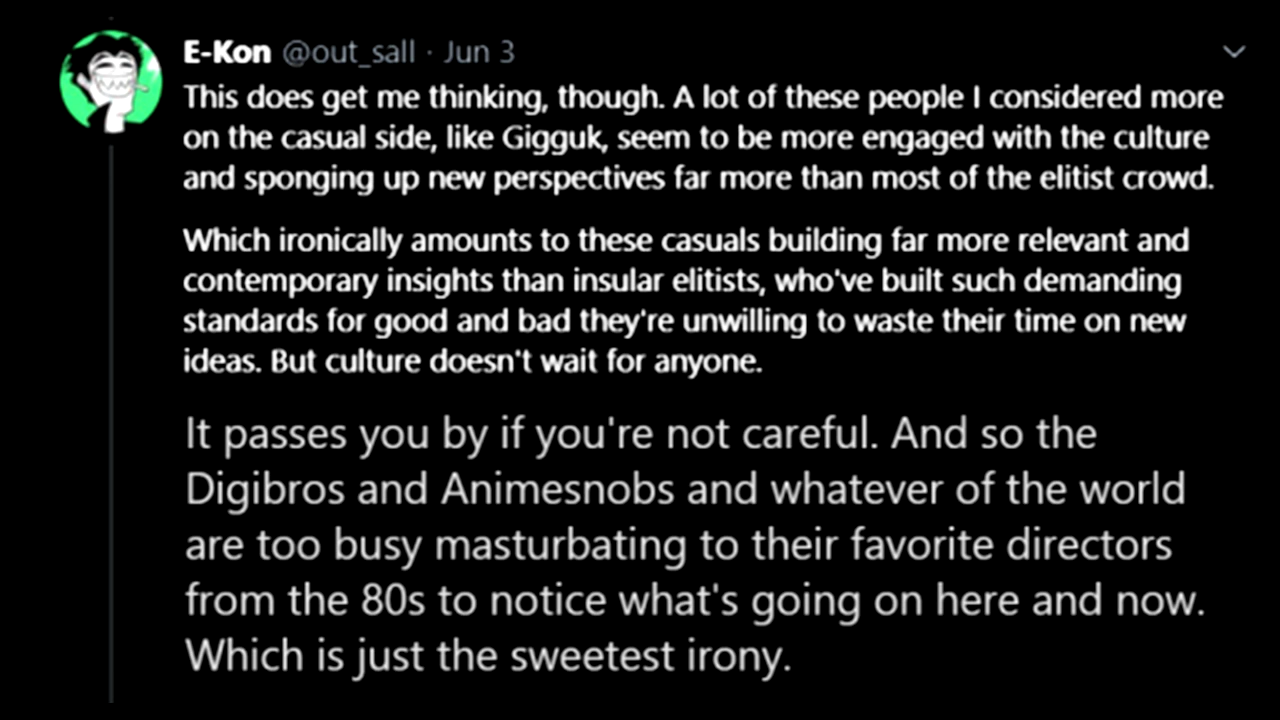 E-Kon @out_sall · Jun 3
This does get me thinking, though. A lot of these people I considered more
on the casual side, like Gigguk, seem to be more engaged with the culture
and sponging up new perspectives far more than most of the elitist crowd.
Which ironically amounts to these casuals building far more relevant and
contemporary insights than insular elitists, who've built such demanding
standards for good and bad they're unwilling to waste their time on new
ideas. But culture doesn't wait for anyone.
It passes you by if you're not careful. And so the
Digibros and Animesnobs and whatever of the world
are too busy masturbating to their favorite directors
from the 80s to notice what's going on here and now.
Which is just the sweetest irony.